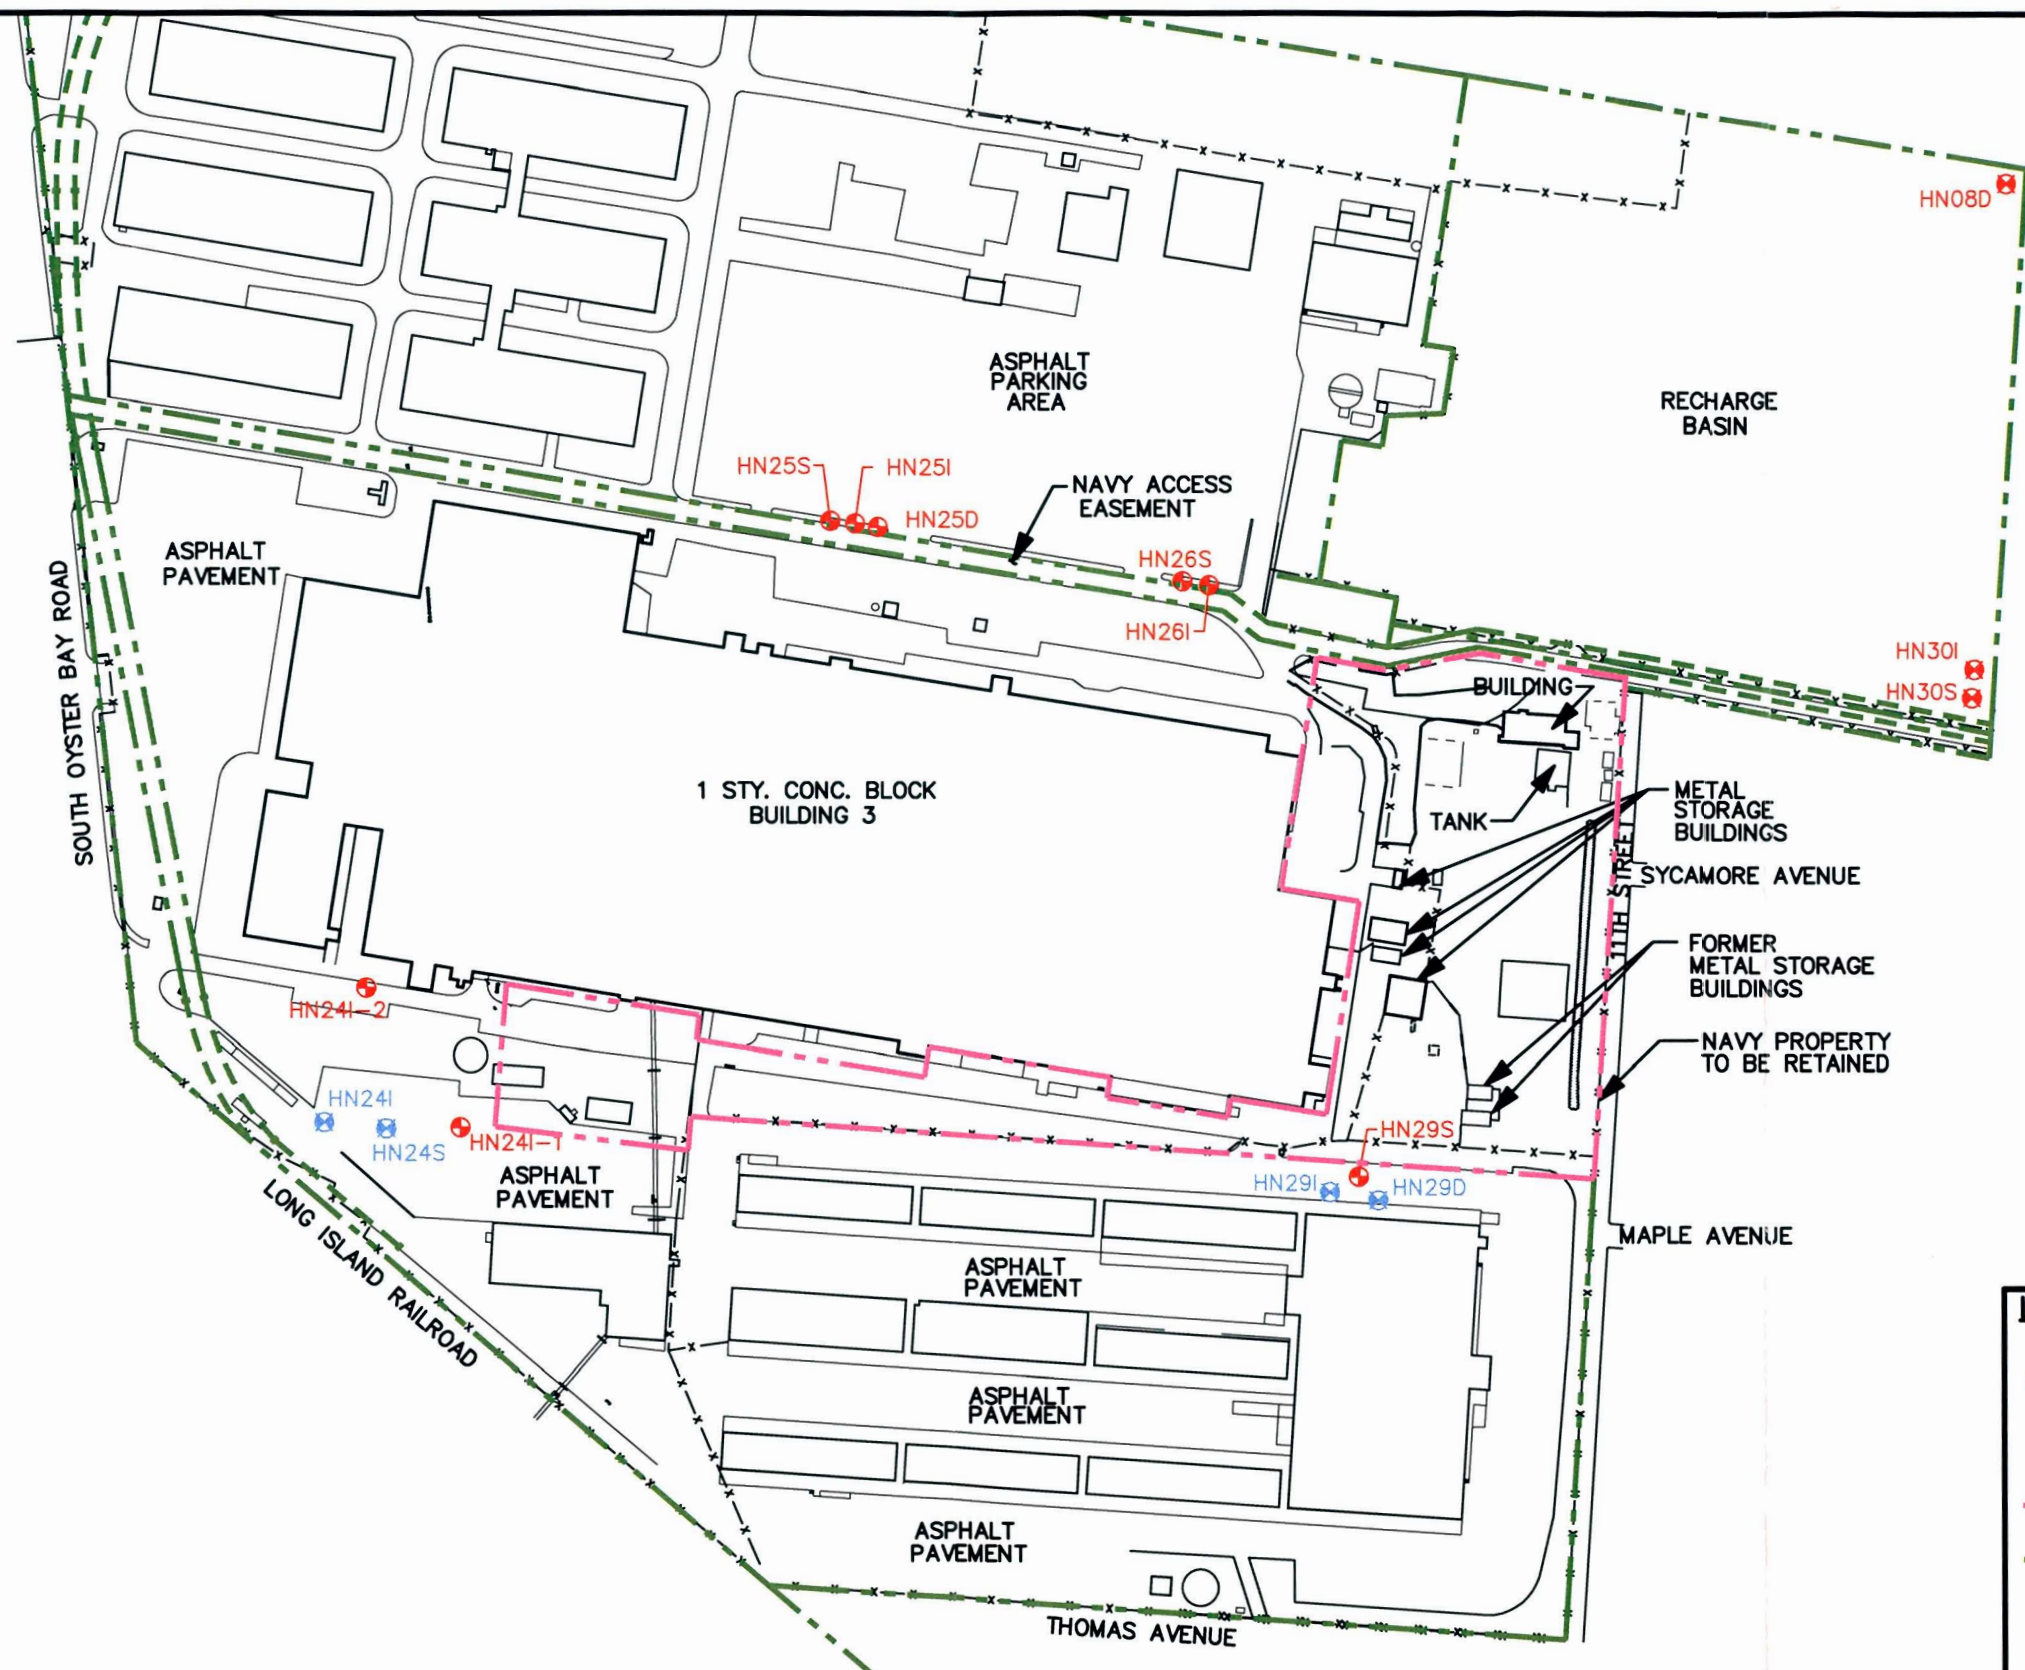 HN08D
ASPHALT
PARKING
AREA
RECHARGE
BASIN
HN25S
HN25I
HN25D
NAVY ACCESS
EASEMENT
HN26S
HN26I
ASPHALT
PAVEMENT
SOUTH OYSTER BAY ROAD
HN30I
HN30S
BUILDING
1 STY. CONC. BLOCK
BUILDING 3
TANK
METAL
STORAGE
BUILDINGS
11TH STREET
SYCAMORE AVENUE
FORMER
METAL STORAGE
BUILDINGS
NAVY PROPERTY
TO BE RETAINED
HN24I-2
HN24I
HN24S
HN24I-1
ASPHALT
PAVEMENT
HN29S
HN29I
HN29D
MAPLE AVENUE
LONG ISLAND RAILROAD
ASPHALT
PAVEMENT
ASPHALT
PAVEMENT
ASPHALT
PAVEMENT
THOMAS AVENUE